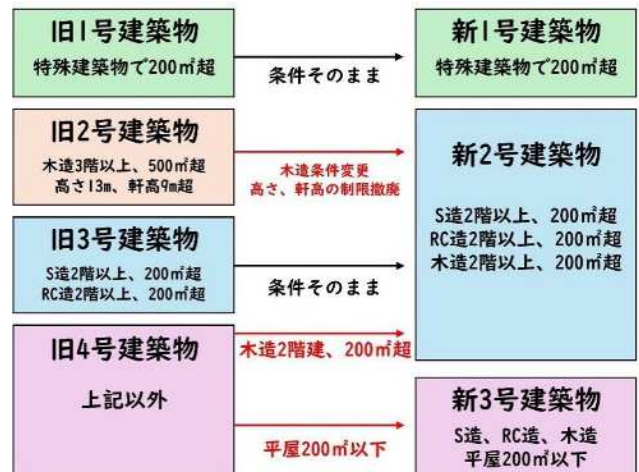 旧1号建築物
特殊建築物で200㎡超
条件そのまま
新1号建築物
特殊建築物で200㎡超
旧2号建築物
木造3階以上、500㎡超
高さ13m、軒高9m超
木造条件変更
高さ、軒高の制限撤廃
新2号建築物
S造2階以上、200㎡超
RC造2階以上、200㎡超
木造2階以上、200㎡超
旧3号建築物
S造2階以上、200㎡超
RC造2階以上、200㎡超
条件そのまま
旧4号建築物
上記以外
木造2階建、200㎡超
平屋200㎡以下
新3号建築物
S造、RC造、木造
平屋200㎡以下